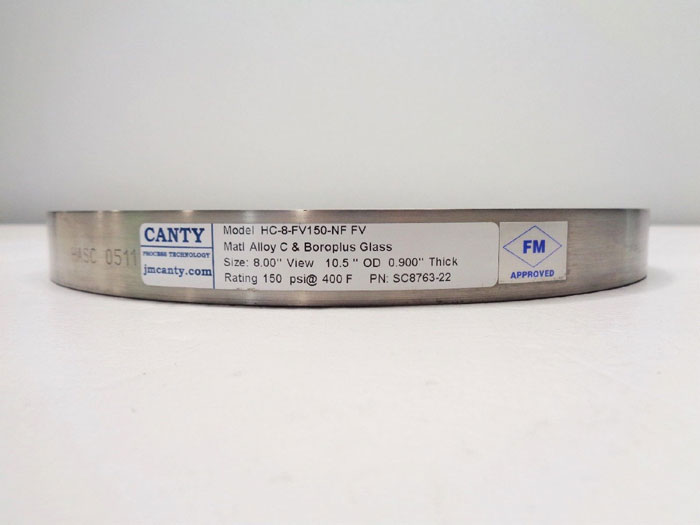 HASC 0511
CANTY
PROCESS TECHNOLOGY
jmcanty.com
Model HC-8-FV150-NF FV
Matl Alloy C & Boroplus Glass
Size: 8.00" View 10.5 " OD 0.900" Thick
Rating 150 psi@ 400 F PN: SC8763-22
FM
APPROVED